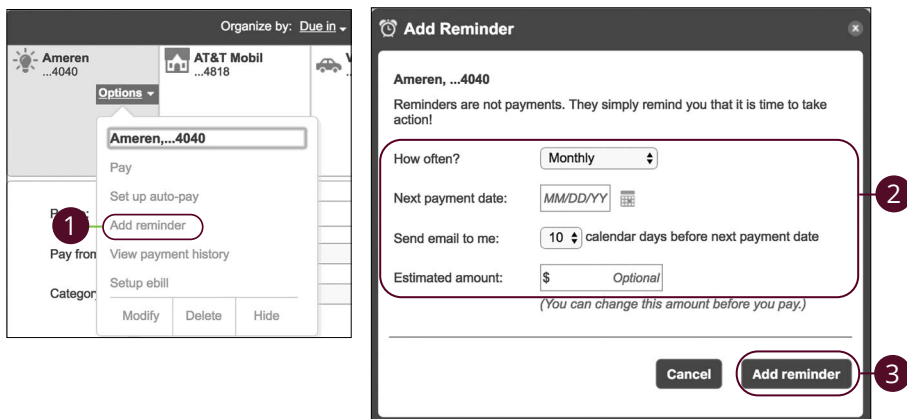 Organize by: Due in
Ameren
...4040
AT&T Mobil
...4818
V
Options
Ameren,...4040
Pay
Set up auto-pay
1
Add reminder
Pay from
View payment history
Categor
Setup ebill
Modify Delete Hide
Add Reminder
Ameren, ...4040
Reminders are not payments. They simply remind you that it is time to take
action!
How often? Monthly
Next payment date: MM/DD/YY
2
Send email to me: 10 calendar days before next payment date
Estimated amount: $ Optional
(You can change this amount before you pay.)
Cancel Add reminder
3